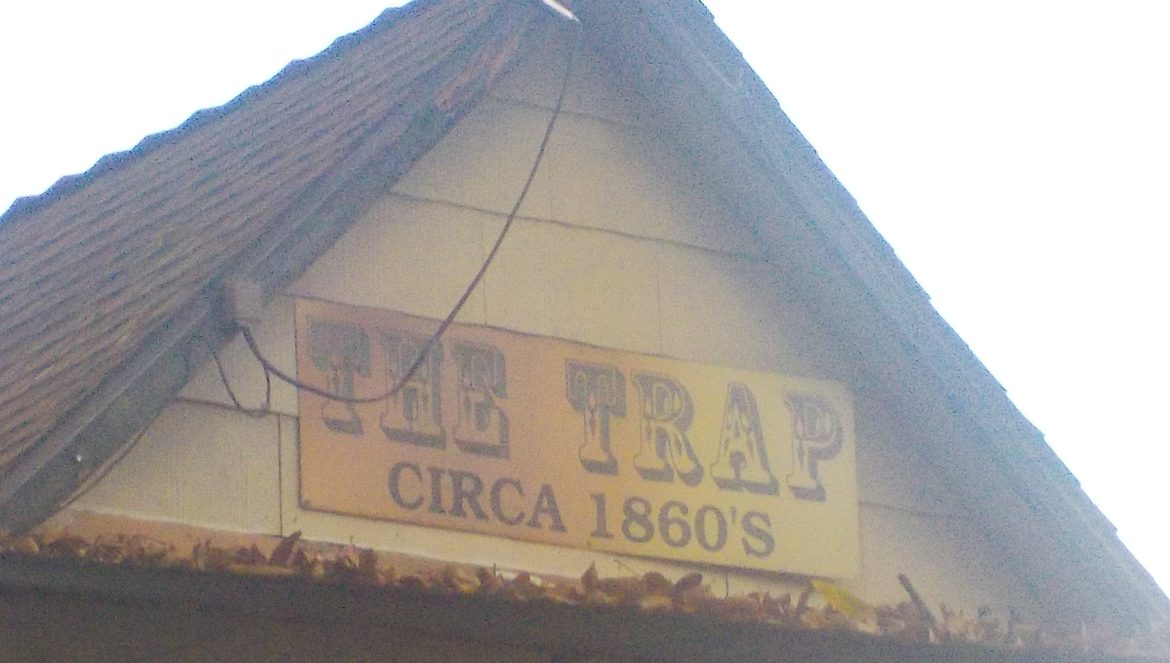 THE TRAP
CIRCA 1860'S